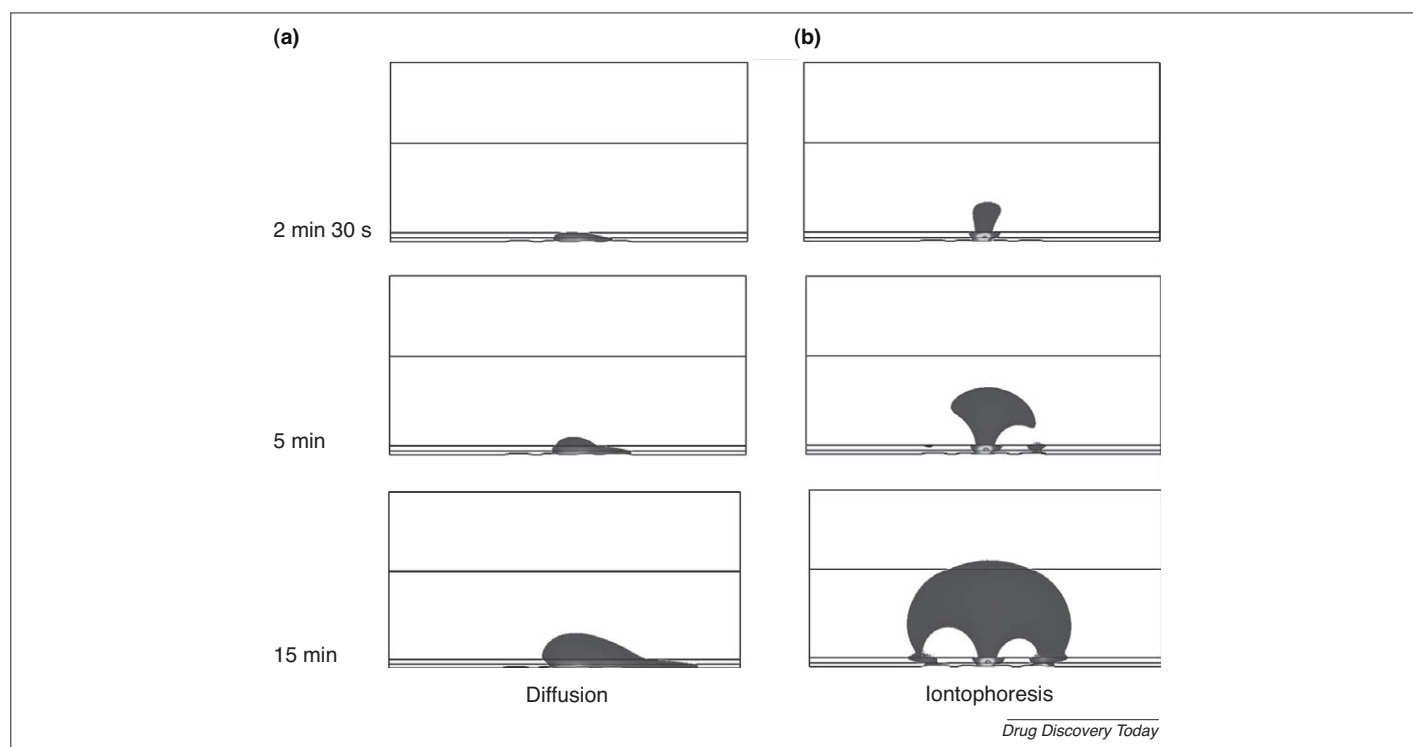 (a)
(b)
2 min 30 s
5 min
15 min
Diffusion
Iontophoresis
Drug Discovery Today